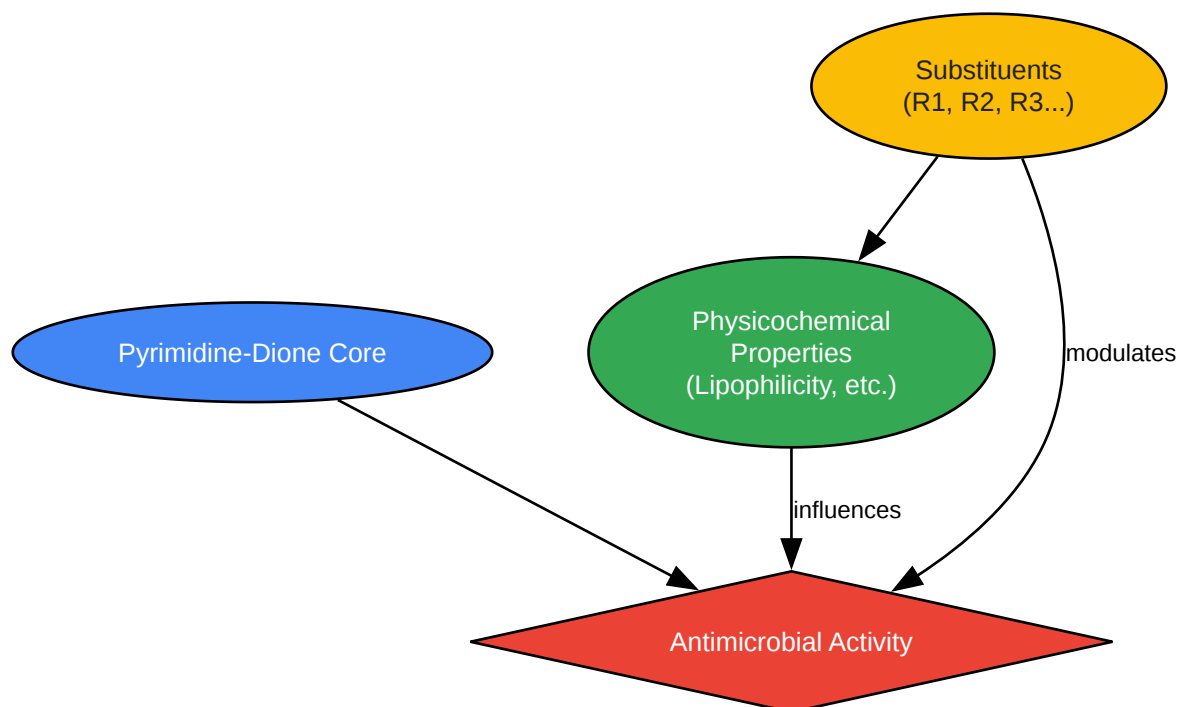 Substituents
(R1, R2, R3...)
Pyrimidine-Dione Core
Physicochemical
Properties
(Lipophilicity, etc.)
modulates
influences
Antimicrobial Activity